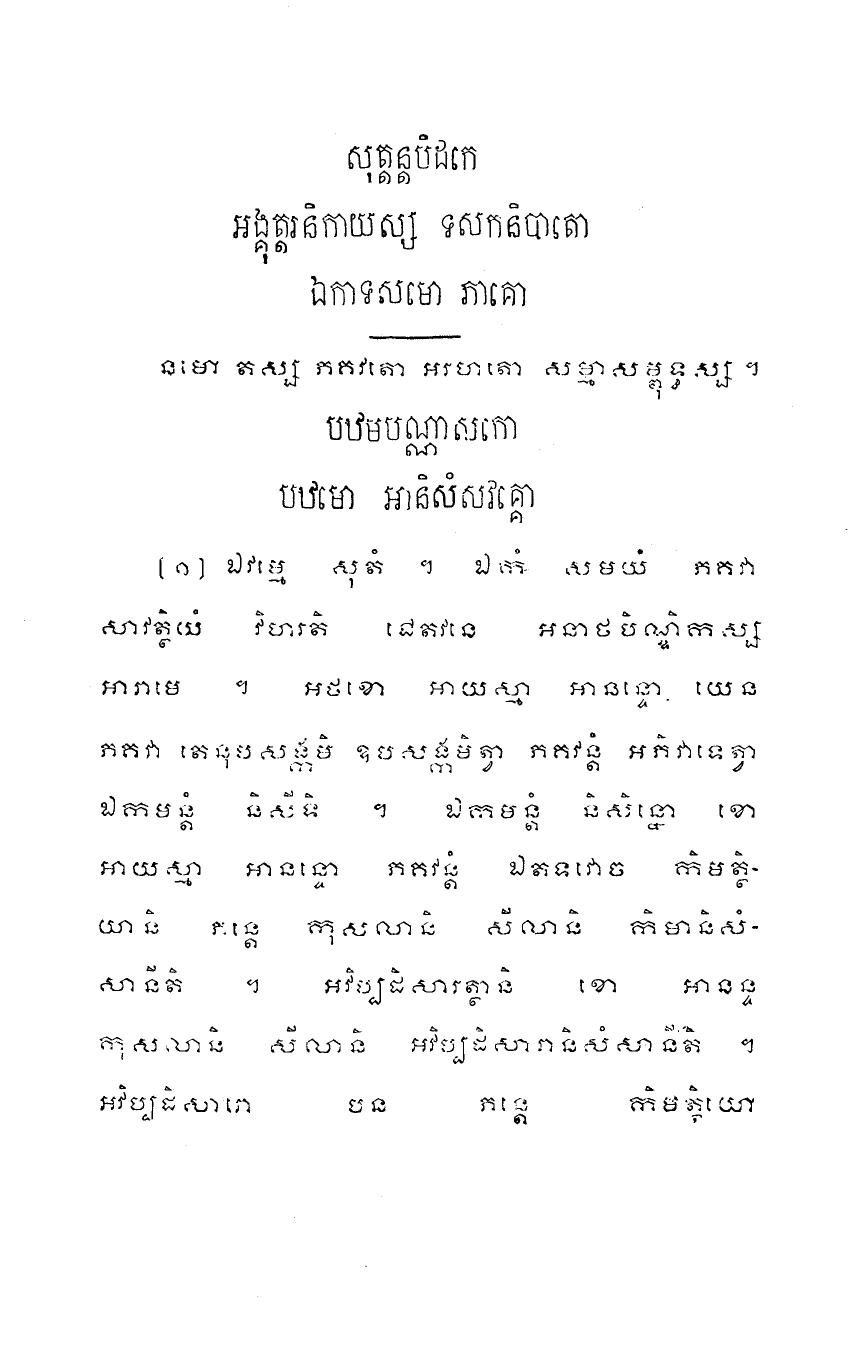 សុត្តន្តបិដកេ
អង្គុត្តរនិកាយស្ស ទសកនិបាតោ
ឯកាទសមោ ភាគោ
នមោ តស្ស ភគវតោ អរហតោ សម្មាសម្ពុទ្ធស្ស ។
បឋមបណ្ណាសកោ
បឋមោ អានិសំសវគ្គោ
[១] ឯវម្មេ សុតំ ។ ឯកំ សមយំ ភគវា
សាវត្ថិយំ វិហរតិ ជេតវនេ អនាថបិណ្ឌិកស្ស
អារាមេ ។ អថខោ អាយស្មា អានន្ទោ យេន
ភគវា តេនុបសង្កមិ ឧបសង្កមិត្វា ភគវន្តំ អភិវាទេត្វា
ឯកមន្តំ និសីទិ ។ ឯកមន្តំ និសិន្នោ ខោ
អាយស្មា អានន្ទោ ភគវន្តំ ឯតទវោច កិមត្ថិ-
យានិ ភន្តេ កុសលានិ សីលានិ កិមានិសំ-
សានីតិ ។ អវិប្បដិសារត្ថានិ ខោ អានន្ទ
កុសលានិ សីលានិ អវិប្បដិសារានិសំសានីតិ ។
អវិប្បដិសារោ បន ភន្តេ កិមត្ថិយោ